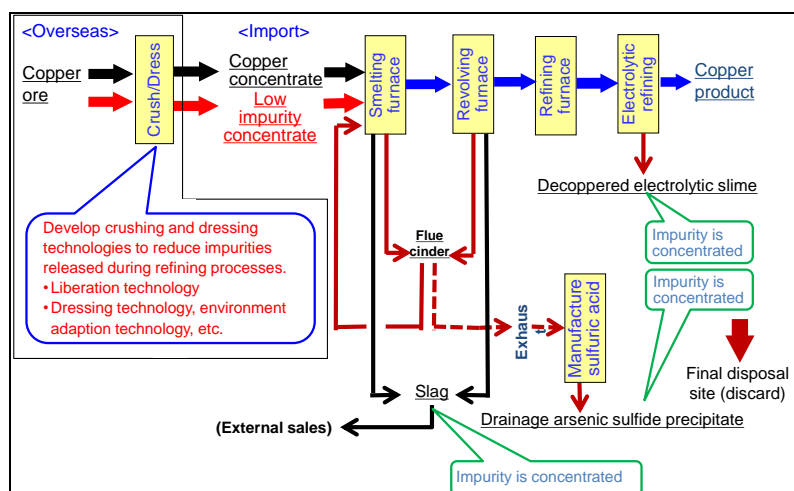 <Overseas>
<Import>
Copper
ore
Crush/Dress
Copper
concentrate
Low
impurity
concentrate
Smelting
furnace
Revolving
furnace
Refining
furnace
Electrolytic
refining
Copper
product
Decoppered electrolytic slime
Impurity is
concentrated
Develop crushing and dressing
technologies to reduce impurities
released during refining processes.
• Liberation technology
• Dressing technology, environment
adaption technology, etc.
Flue
cinder
Exhaus
t
Manufacture
sulfuric acid
Impurity is
concentrated
Final disposal
site (discard)
Slag
Drainage arsenic sulfide precipitate
(External sales)
Impurity is concentrated